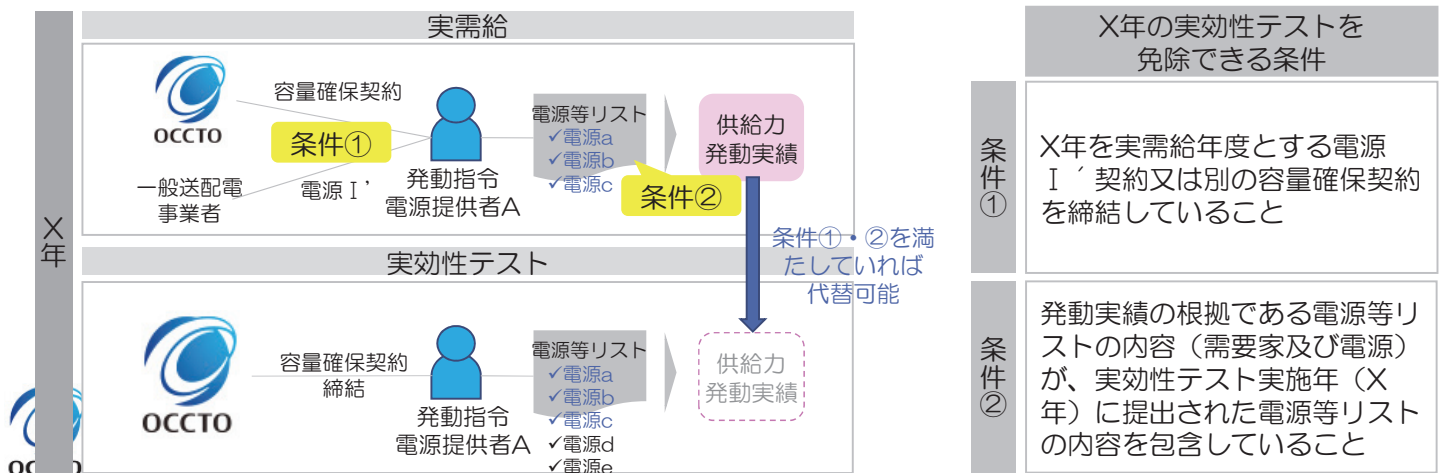 X年
実需給
OCCTO
容量確保契約
条件①
一般送配電
事業者
電源Ⅰ’
発動指令
電源提供者A
電源等リスト
✓電源a
✓電源b
✓電源c
条件②
供給力
発動実績
条件①・②を満
たしていれば
代替可能
実効性テスト
OCCTO
容量確保契約
締結
発動指令
電源提供者A
電源等リスト
✓電源a
✓電源b
✓電源c
✓電源d
✓電源e
供給力
発動実績
X年の実効性テストを
免除できる条件
条件①
X年を実需給年度とする電源
Ⅰ´契約又は別の容量確保契約
を締結していること
条件②
発動実績の根拠である電源等リ
ストの内容（需要家及び電源）
が、実効性テスト実施年（X
年）に提出された電源等リスト
の内容を包含していること